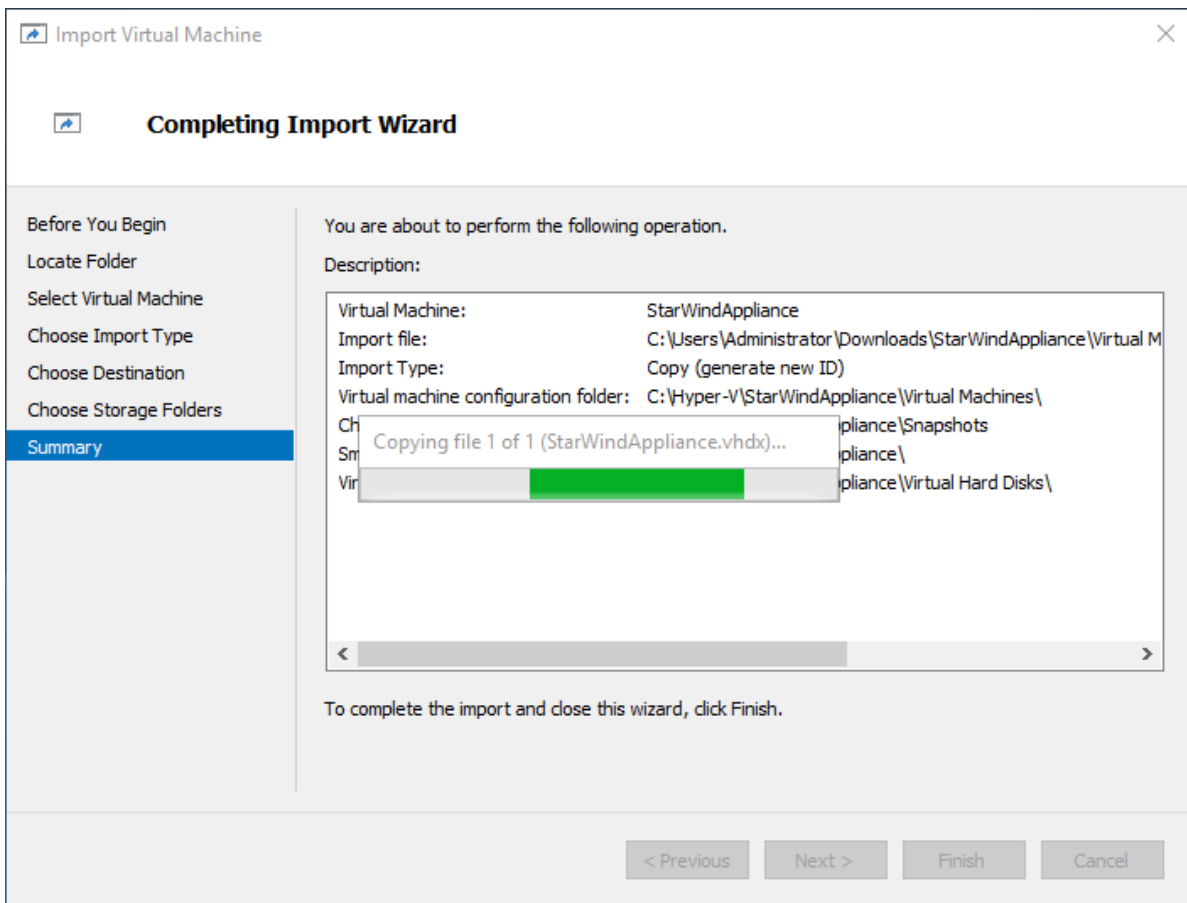 Import Virtual Machine
Completing Import Wizard
Before You Begin
Locate Folder
Select Virtual Machine
Choose Import Type
Choose Destination
Choose Storage Folders
Summary
You are about to perform the following operation.
Description:
Virtual Machine: StarWindAppliance
Import file: C:\Users\Administrator\Downloads\StarWindAppliance\Virtual M
Import Type: Copy (generate new ID)
Virtual machine configuration folder: C:\Hyper-V\StarWindAppliance\Virtual Machines\
Ch pliance\Snapshots
Sm pliance\
Vir pliance\Virtual Hard Disks\
Copying file 1 of 1 (StarWindAppliance.vhdx)...
To complete the import and close this wizard, click Finish.
< Previous Next > Finish Cancel